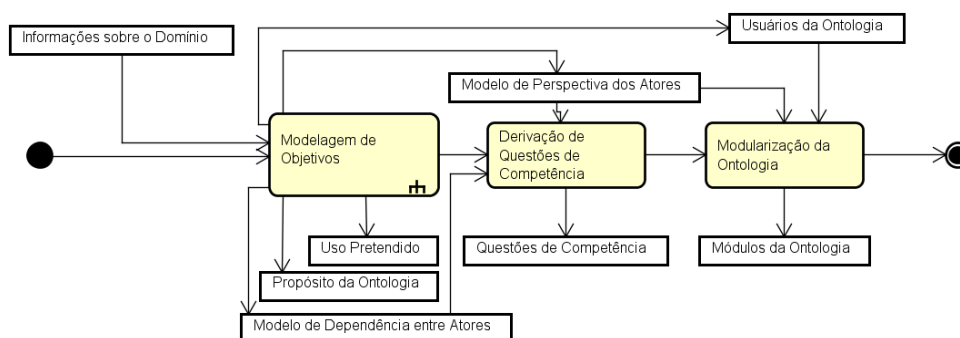 Informações sobre o Domínio
Usuários da Ontologia
Modelo de Perspectiva dos Atores
Modelagem de
Objetivos
Derivação de
Questões de
Competência
Modularização da
Ontologia
Uso Pretendido
Questões de Competência
Módulos da Ontologia
Propósito da Ontologia
Modelo de Dependência entre Atores